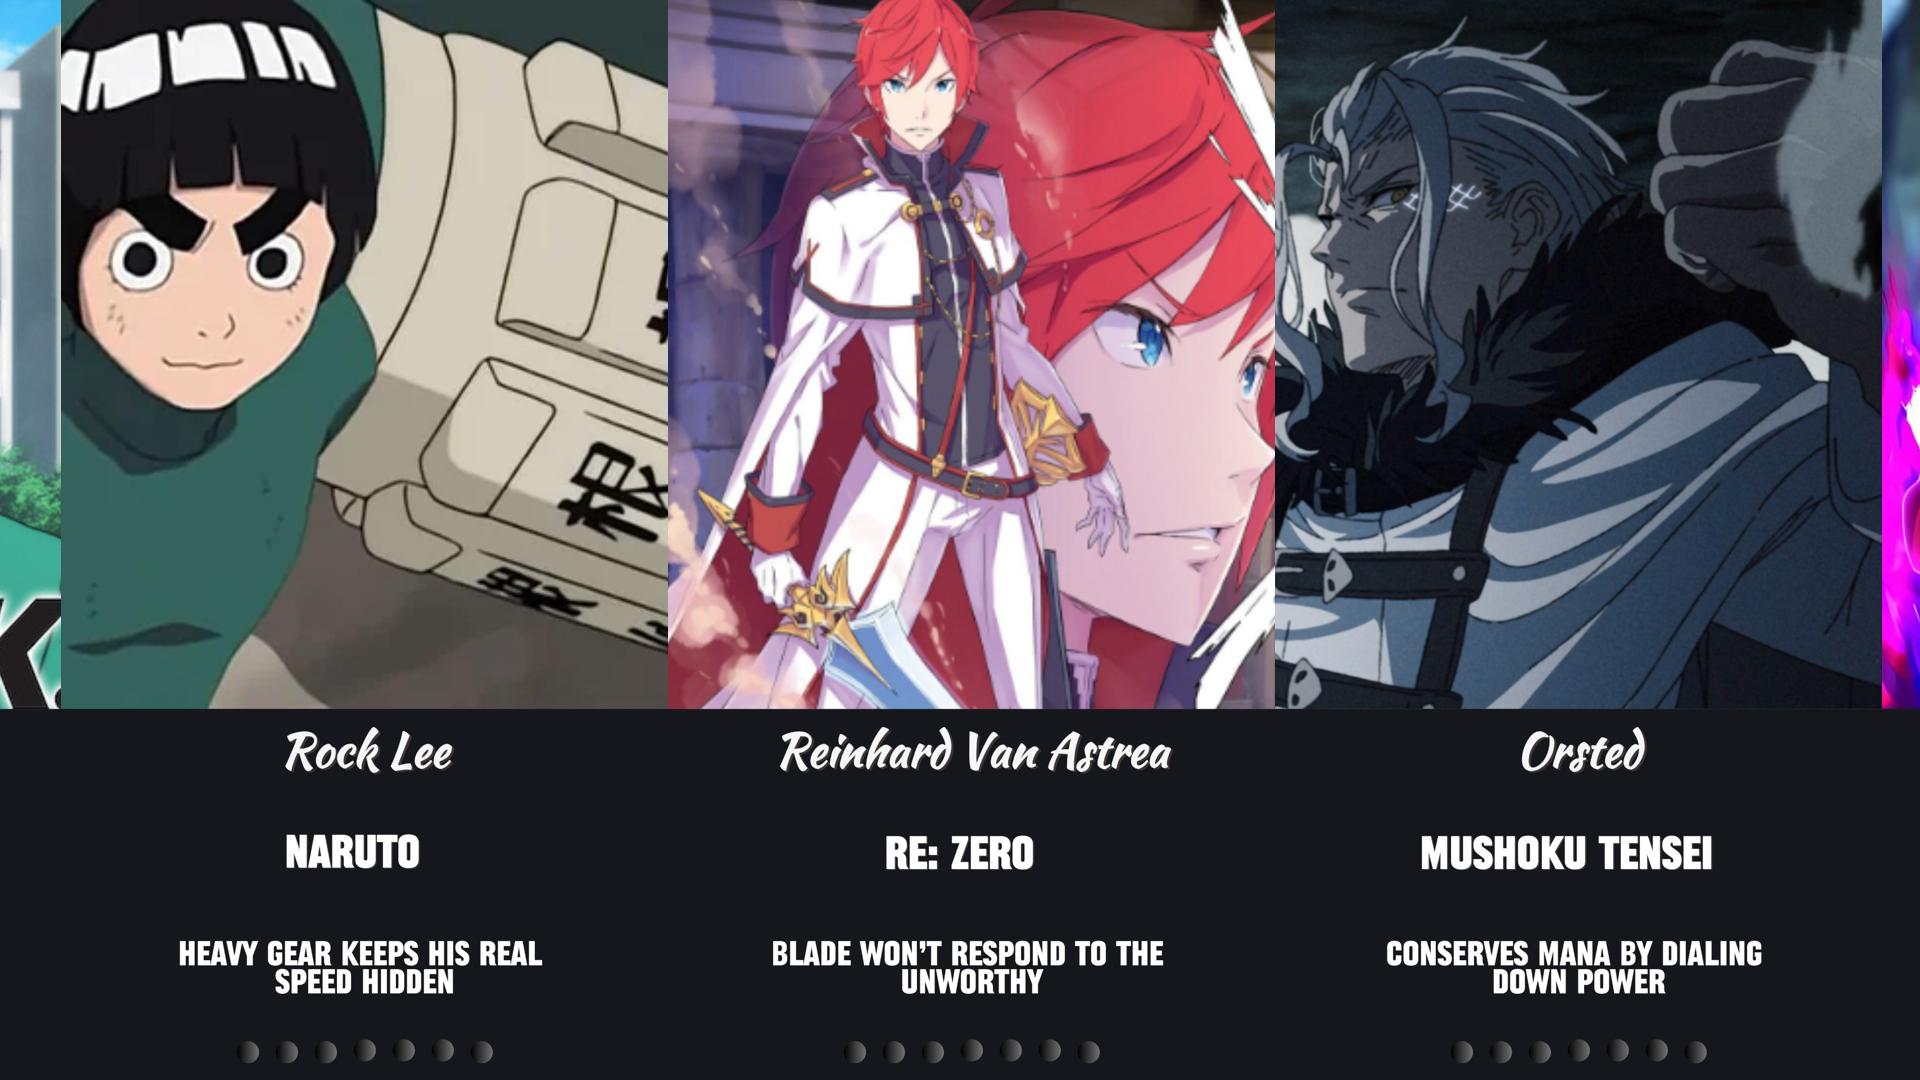 Rock Lee
NARUTO
HEAVY GEAR KEEPS HIS REAL
SPEED HIDDEN
Reinhard Van Astrea
RE: ZERO
BLADE WON'T RESPOND TO THE
UNWORTHY
Orsted
MUSHOKU TENSEI
CONSERVES MANA BY DIALING
DOWN POWER
根